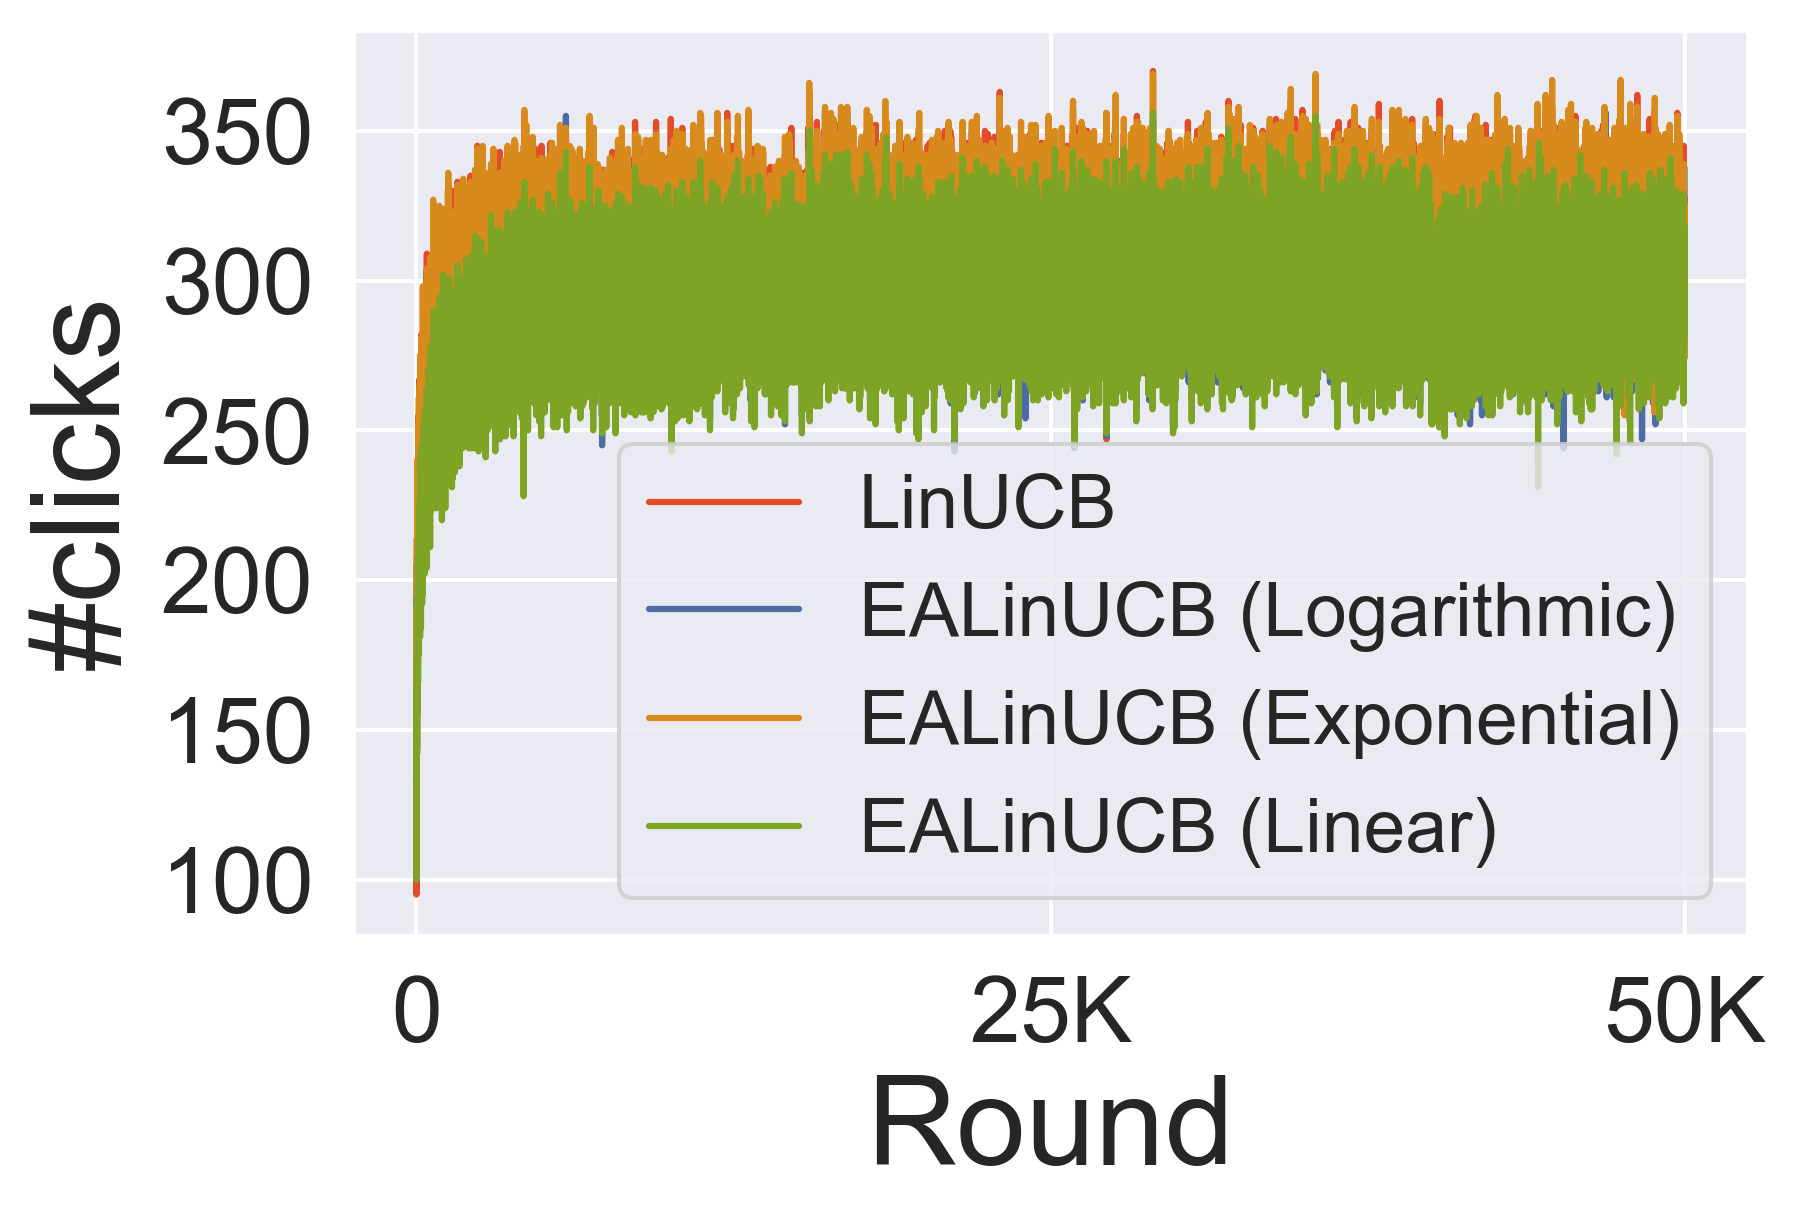 #clicks
350
300
250
200
150
100
LinUCB
EALinUCB (Logarithmic)
EALinUCB (Exponential)
EALinUCB (Linear)
0 25K 50K
Round